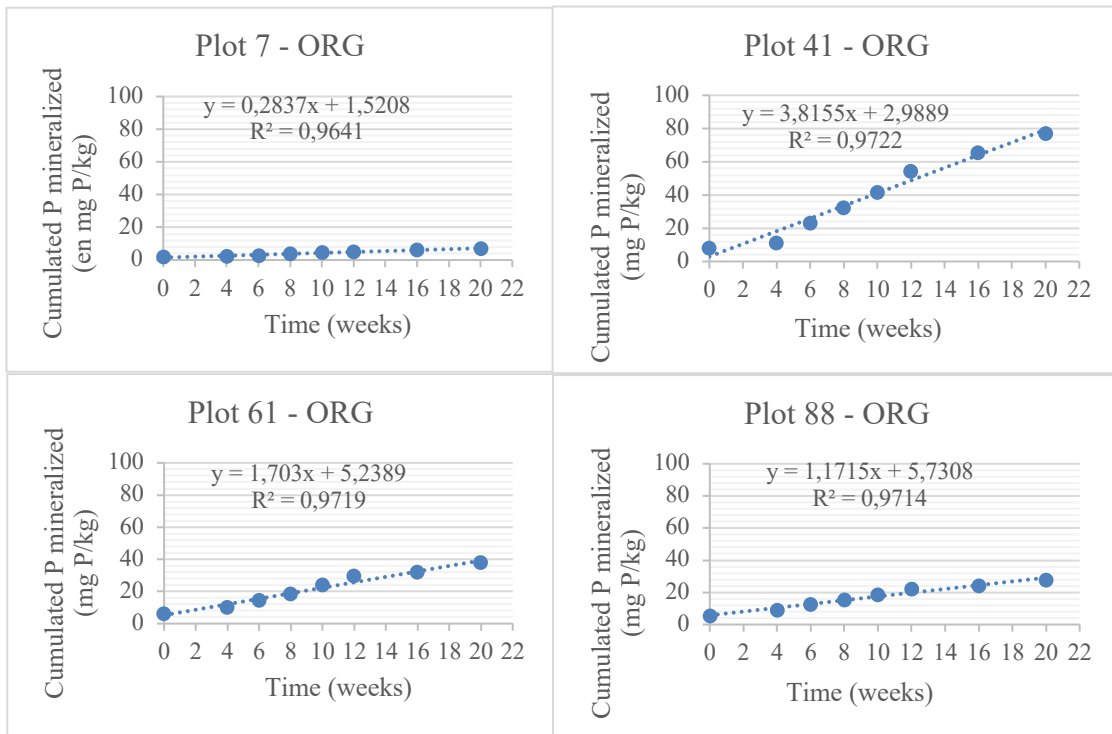 Plot 7 - ORG
Cumulated P mineralized
(en mg P/kg)
y = 0,2837x + 1,5208
R² = 0,9641
100
80
60
40
20
0
0 2 4 6 8 10 12 14 16 18 20 22
Time (weeks)
Plot 41 - ORG
Cumulated P mineralized
(mg P/kg)
y = 3,8155x + 2,9889
R² = 0,9722
100
80
60
40
20
0
0 2 4 6 8 10 12 14 16 18 20 22
Time (weeks)
Plot 61 - ORG
Cumulated P mineralized
(mg P/kg)
y = 1,703x + 5,2389
R² = 0,9719
100
80
60
40
20
0
0 2 4 6 8 10 12 14 16 18 20 22
Time (weeks)
Plot 88 - ORG
Cumulated P mineralized
(mg P/kg)
y = 1,1715x + 5,7308
R² = 0,9714
100
80
60
40
20
0
0 2 4 6 8 10 12 14 16 18 20 22
Time (weeks)